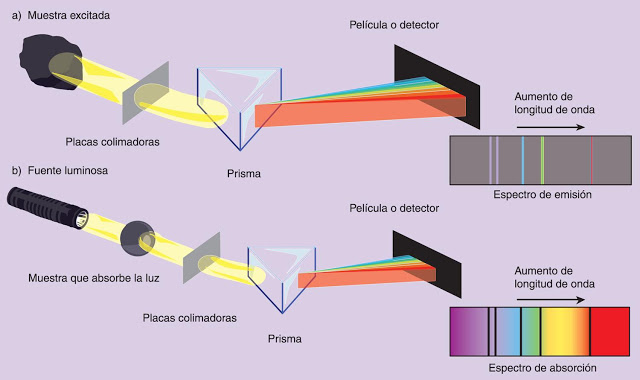 a) Muestra excitada
Película o detector
Placas colimadoras
Prisma
Aumento de
longitud de onda
Espectro de emisión
b) Fuente luminosa
Película o detector
Muestra que absorbe la luz
Placas colimadoras
Prisma
Aumento de
longitud de onda
Espectro de absorción